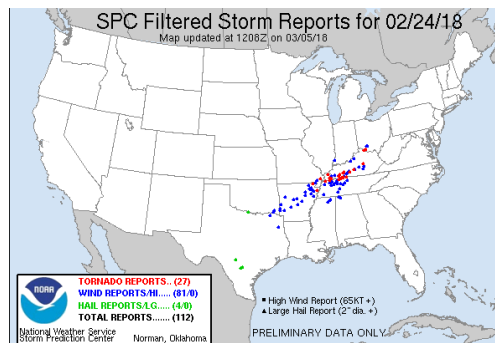 SPC Filtered Storm Reports for 02/24/18
Map updated at 1208Z on 03/05/18
NOAA
TORNADO REPORTS.. (27)
WIND REPORTS/HI..... (81/0)
HAIL REPORTS/LG..... (4/0)
TOTAL REPORTS....... (112)
National Weather Service
Storm Prediction Center Norman, Oklahoma
High Wind Report (65KT +)
Large Hail Report (2" dia. +)
PRELIMINARY DATA ONLY